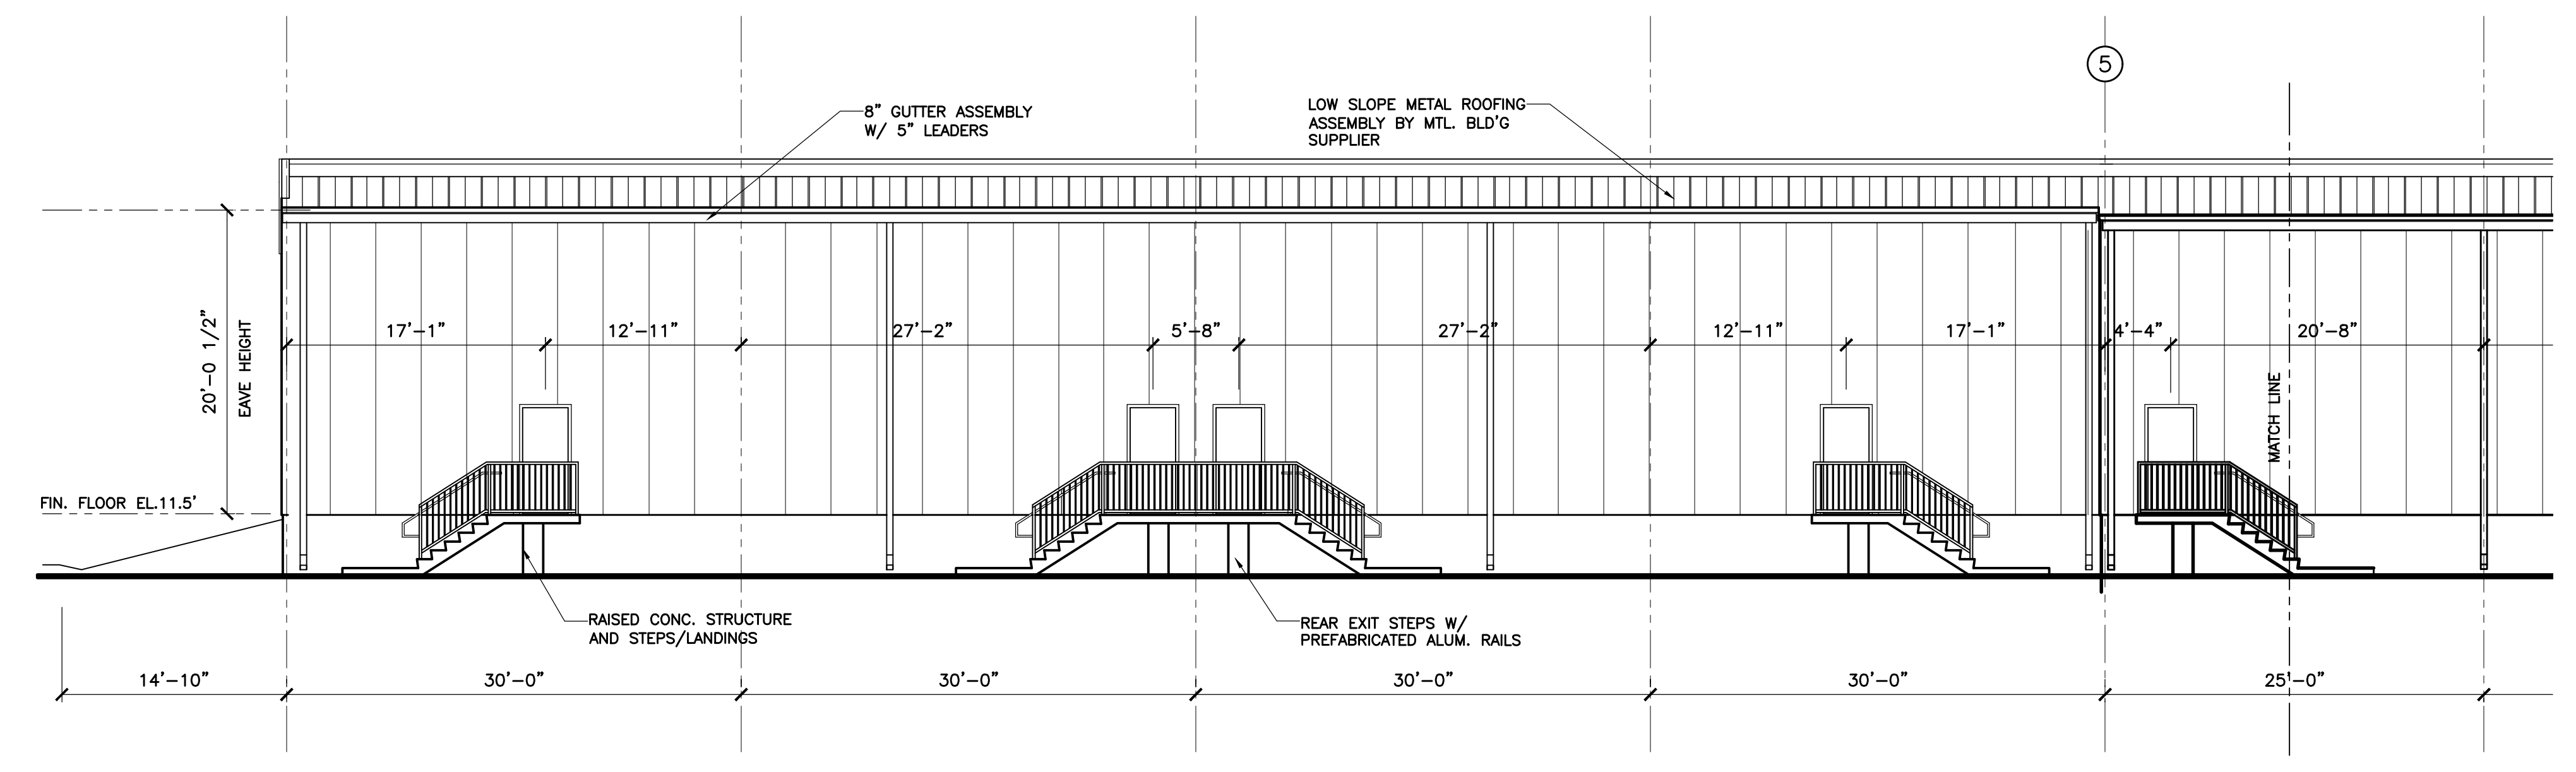 5
8” GUTTER ASSEMBLY
W/ 5” LEADERS
LOW SLOPE METAL ROOFING
ASSEMBLY BY MTL. BLD’G
SUPPLIER
20’-0 1/2”
EAVE HEIGHT
17’-1”
12’-11”
27’-2”
5’-8”
27’-2”
12’-11”
17’-1”
4’-4”
20’-8”
MATCH LINE
FIN. FLOOR EL.11.5’
RAISED CONC. STRUCTURE
AND STEPS/LANDINGS
REAR EXIT STEPS W/
PREFABRICATED ALUM. RAILS
14’-10”
30’-0”
30’-0”
30’-0”
30’-0”
25’-0”